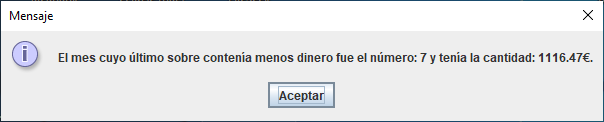 Mensaje
El mes cuyo último sobre contenía menos dinero fue el número: 7 y tenía la cantidad: 1116.47€.
Aceptar